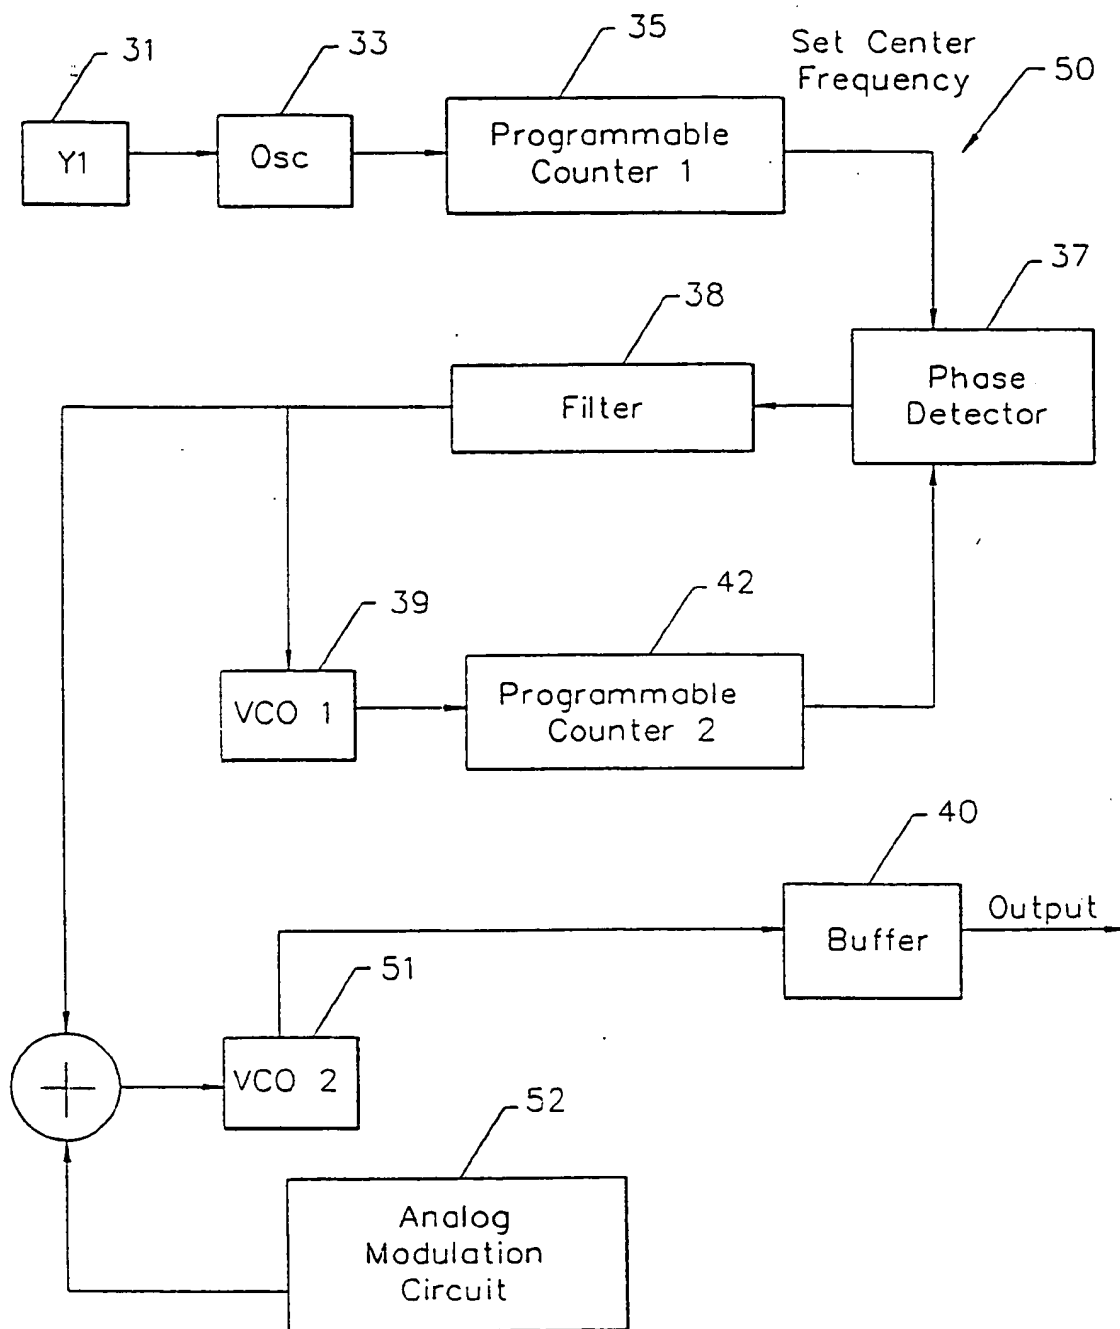 31
33
35
Set Center
Frequency
50
Y1
Osc
Programmable
Counter 1
37
38
Filter
Phase
Detector
39
42
VCO 1
Programmable
Counter 2
40
Output
Buffer
51
VCO 2
52
Analog
Modulation
Circuit